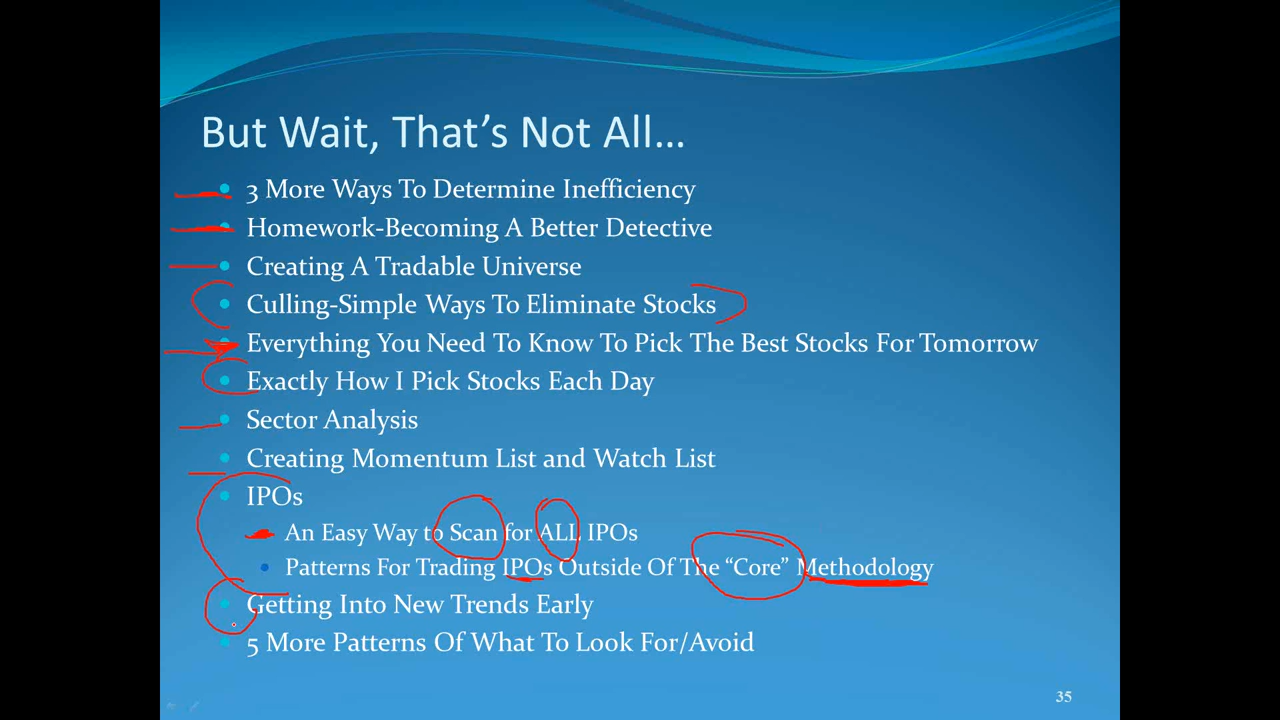 But Wait, That's Not All…
3 More Ways To Determine Inefficiency
Homework-Becoming A Better Detective
Creating A Tradable Universe
Culling-Simple Ways To Eliminate Stocks
Everything You Need To Know To Pick The Best Stocks For Tomorrow
Exactly How I Pick Stocks Each Day
Sector Analysis
Creating Momentum List and Watch List
IPOs
An Easy Way to Scan for ALL IPOs
Patterns For Trading IPOs Outside Of The “Core” Methodology
Getting Into New Trends Early
5 More Patterns Of What To Look For/Avoid
35